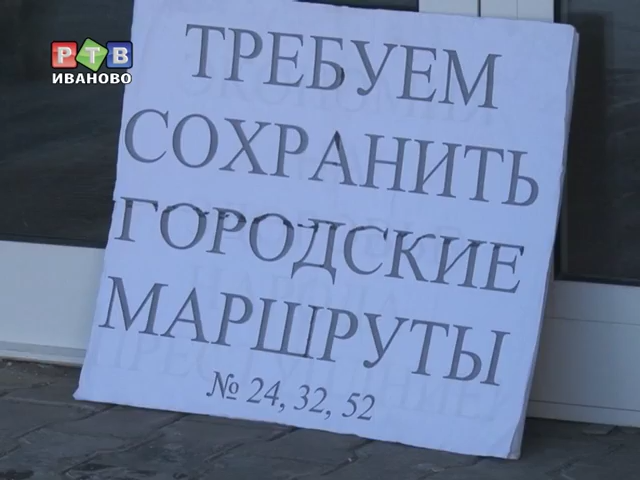 РТВ
ИВАНОВО
ТРЕБУЕМ
СОХРАНИТЬ
ГОРОДСКИЕ
МАРШРУТЫ
№ 24, 32, 52